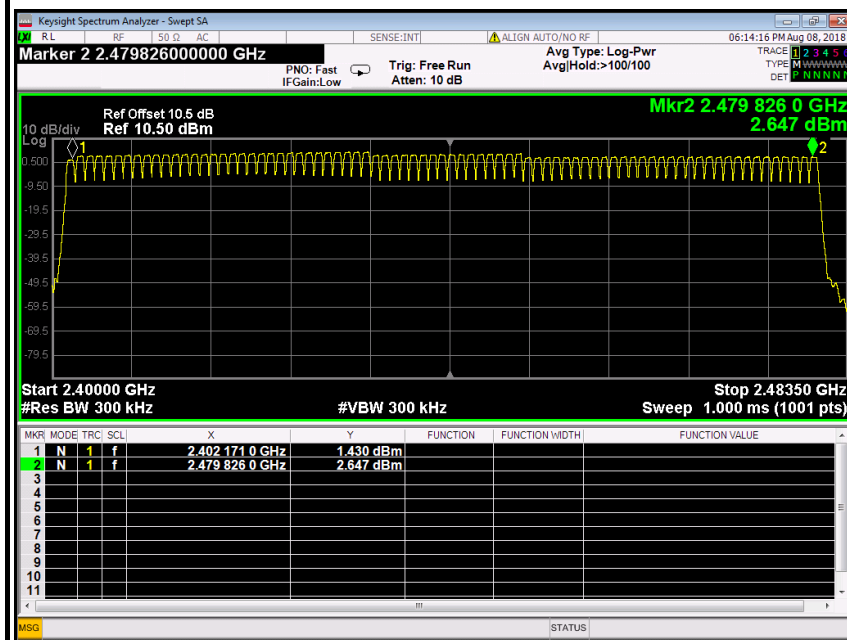 Keysight Spectrum Analyzer - Swept SA
RL RF 50 Ω AC SENSE:INT ALIGN AUTO/NO RF 06:14:16 PM Aug 08, 2018
Marker 2 2.479826000000 GHz
PNO: Fast
IFGain:Low
Trig: Free Run
Atten: 10 dB
Avg Type: Log-Pwr
Avg|Hold:>100/100
TRACE 1 2 3 4 5 6
TYPE M WWWWW
DET P NNNNN
Mkr2 2.479 826 0 GHz
2.647 dBm
Ref Offset 10.5 dB
10 dB/div Ref 10.50 dBm
Log
1
2
0.500
-9.50
-19.5
-29.5
-39.5
-49.5
-59.5
-69.5
-79.5
Start 2.40000 GHz Stop 2.48350 GHz
#Res BW 300 kHz #VBW 300 kHz Sweep 1.000 ms (1001 pts)
MKR MODE TRC SCL X Y FUNCTION FUNCTION WIDTH FUNCTION VALUE
1 N 1 f 2.402 171 0 GHz 1.430 dBm
2 N 1 f 2.479 826 0 GHz 2.647 dBm
3
4
5
6
7
8
9
10
11
MSG STATUS